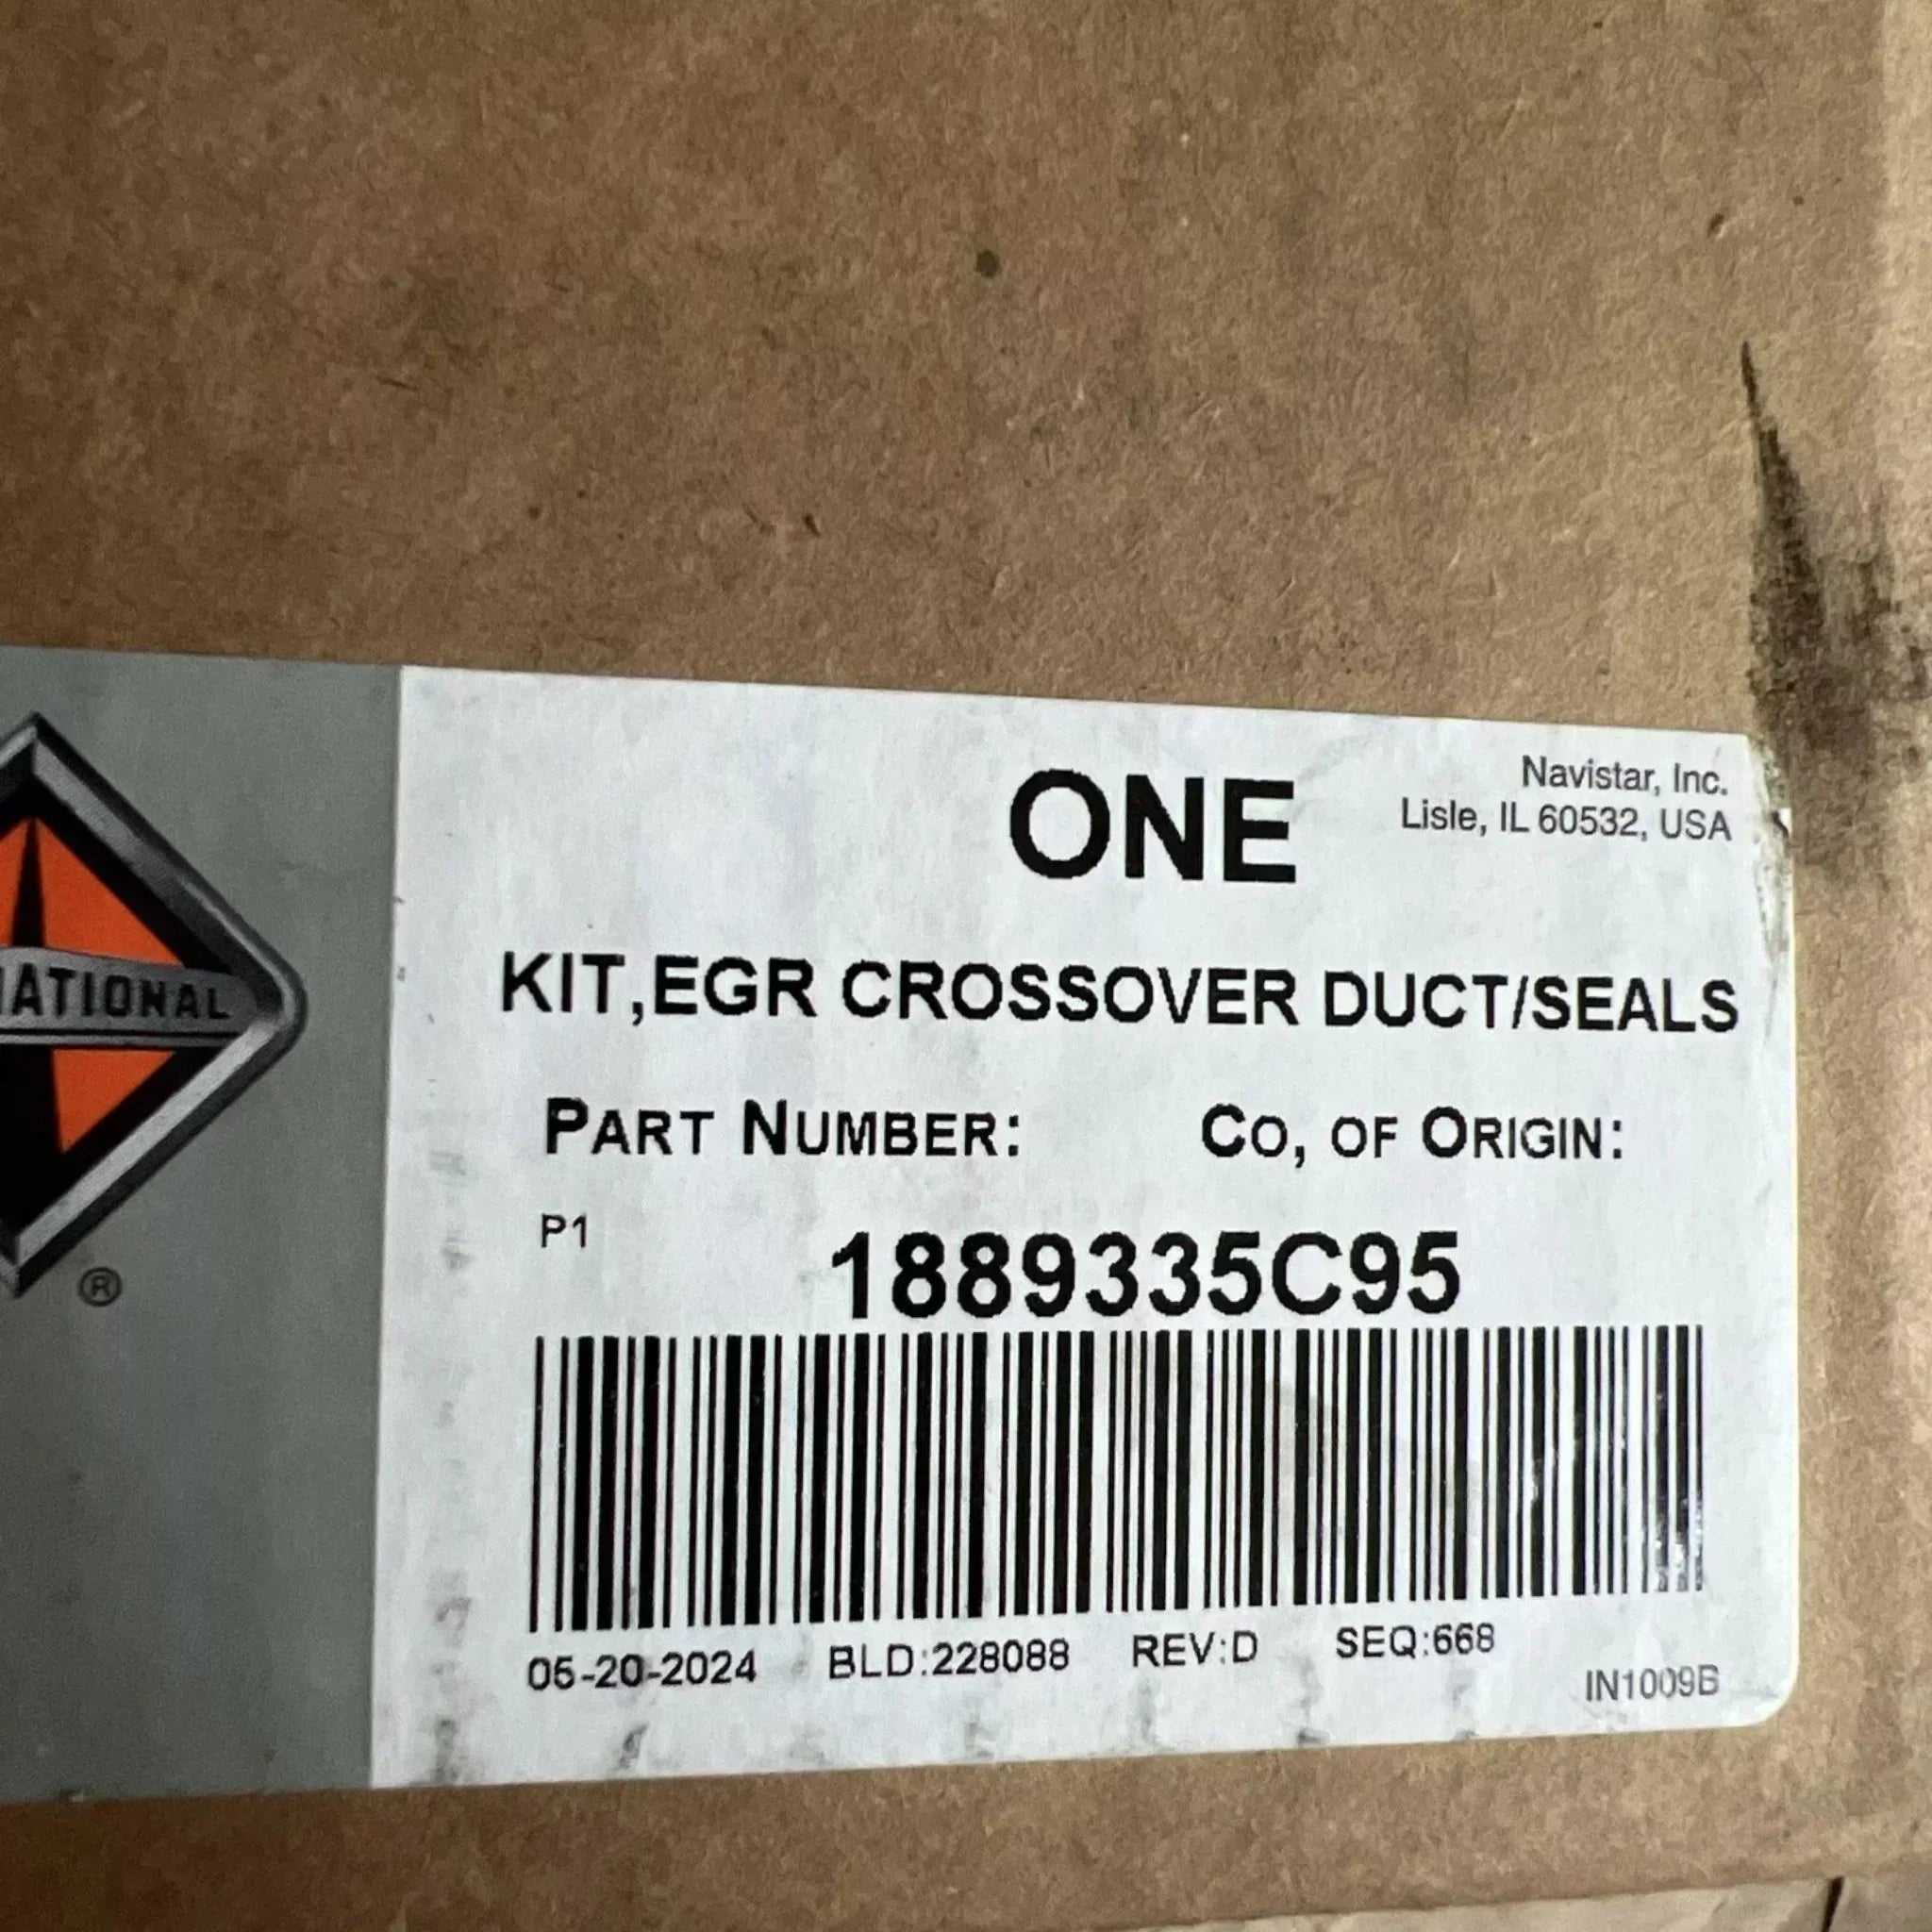 ONE
Navistar, Inc.
Lisle, IL 60532, USA
NATIONAL
®
KIT,EGR CROSSOVER DUCT/SEALS
PART NUMBER: CO, OF ORIGIN:
P1
1889335C95
05-20-2024 BLD:228088 REV:D SEQ:668
IN1009B